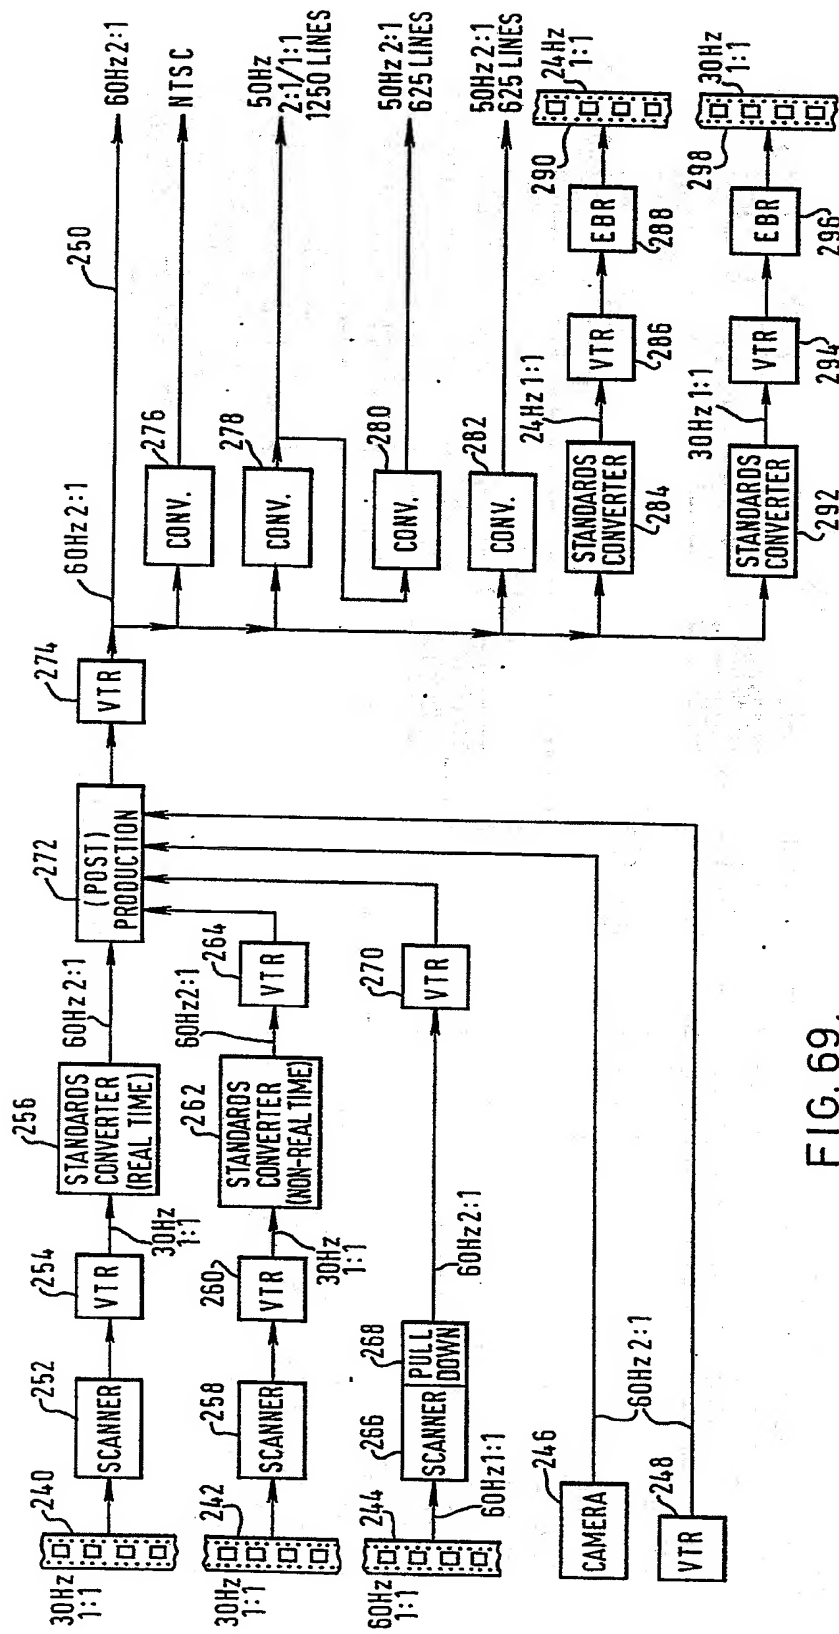 30Hz
1:1
240
252
SCANNER
254
VTR
30Hz
1:1
256
STANDARDS
CONVERTER
(REAL TIME)
60Hz 2:1
272
(POST)
PRODUCTION
274
VTR
60Hz 2:1
250
60Hz 2:1
30Hz
1:1
242
258
SCANNER
260
VTR
30Hz
1:1
262
STANDARDS
CONVERTER
(NON-REAL TIME)
60Hz2:1
264
VTR
60Hz
1:1
244
60Hz1:1
266
SCANNER
268
PULL
DOWN
60Hz 2:1
270
VTR
246
CAMERA
248
VTR
60Hz 2:1
276
CONV.
NTSC
278
CONV.
50Hz
2:1/1:1
1250 LINES
280
CONV.
50Hz 2:1
625 LINES
282
CONV.
50Hz 2:1
625 LINES
STANDARDS
CONVERTER
284
24Hz 1:1
VTR
286
EBR
288
290
24Hz
1:1
STANDARDS
CONVERTER
292
30Hz 1:1
VTR
294
EBR
296
298
30Hz
1:1
FIG. 69.